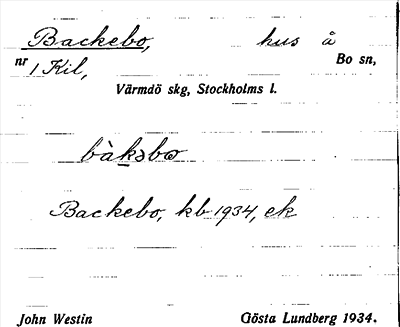 Backebo, hus å
nr 1 Kil, Bo sn,
Värmdö skg, Stockholms l.
bàkəbω
Backebo, kb 1934, ek
John Westin Gösta Lundberg 1934.